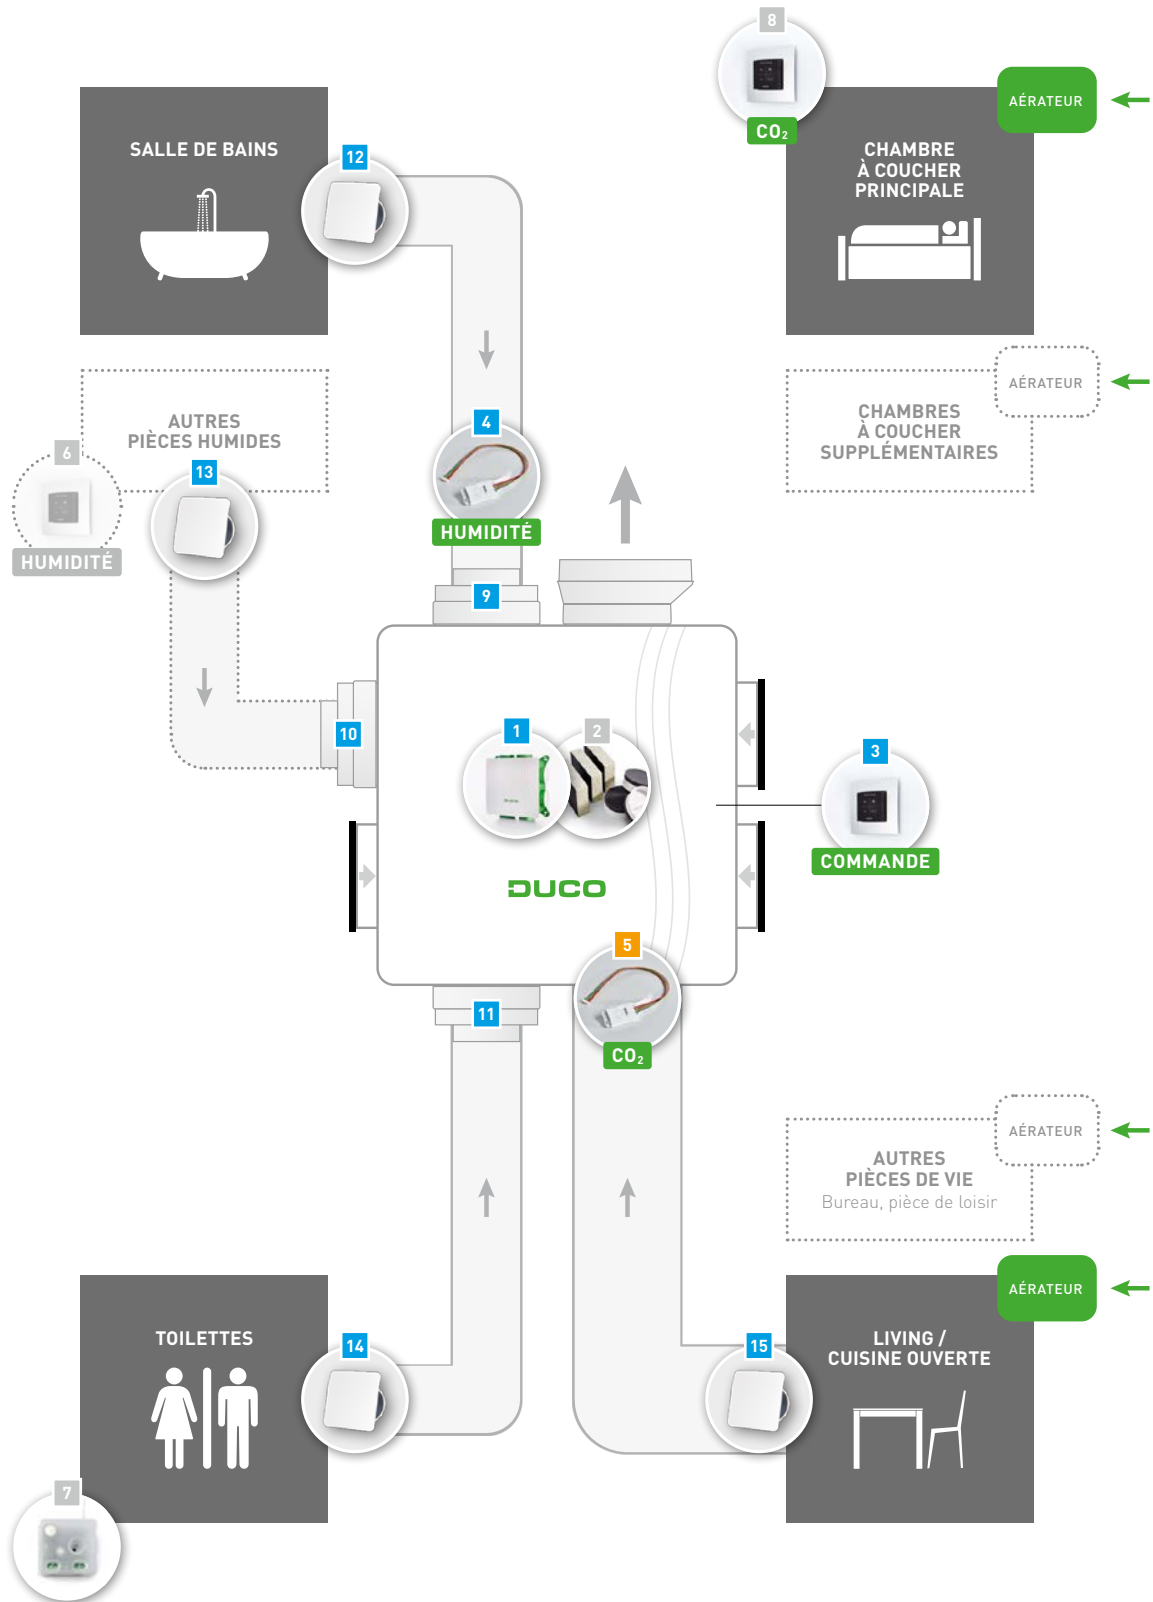 8
AÉRATEUR
CO₂
SALLE DE BAINS
12
CHAMBRE
À COUCHER
PRINCIPALE
AÉRATEUR
CHAMBRES
À COUCHER
SUPPLÉMENTAIRES
AUTRES
PIÈCES HUMIDES
6
13
HUMIDITÉ
4
HUMIDITÉ
9
10
1
2
3
COMMANDE
DUCO
5
CO₂
11
AÉRATEUR
AUTRES
PIÈCES DE VIE
Bureau, pièce de loisir
AÉRATEUR
TOILETTES
14
15
LIVING /
CUISINE OUVERTE
7